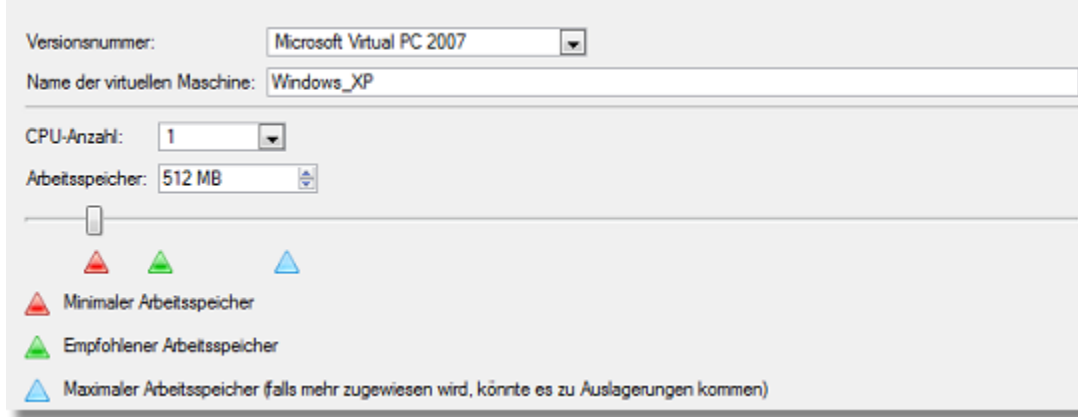 Versionsnummer: Microsoft Virtual PC 2007
Name der virtuellen Maschine: Windows_XP
CPU-Anzahl: 1
Arbeitsspeicher: 512 MB
Minimaler Arbeitsspeicher
Empfohlener Arbeitsspeicher
Maximaler Arbeitsspeicher (falls mehr zugewiesen wird, könnte es zu Auslagerungen kommen)